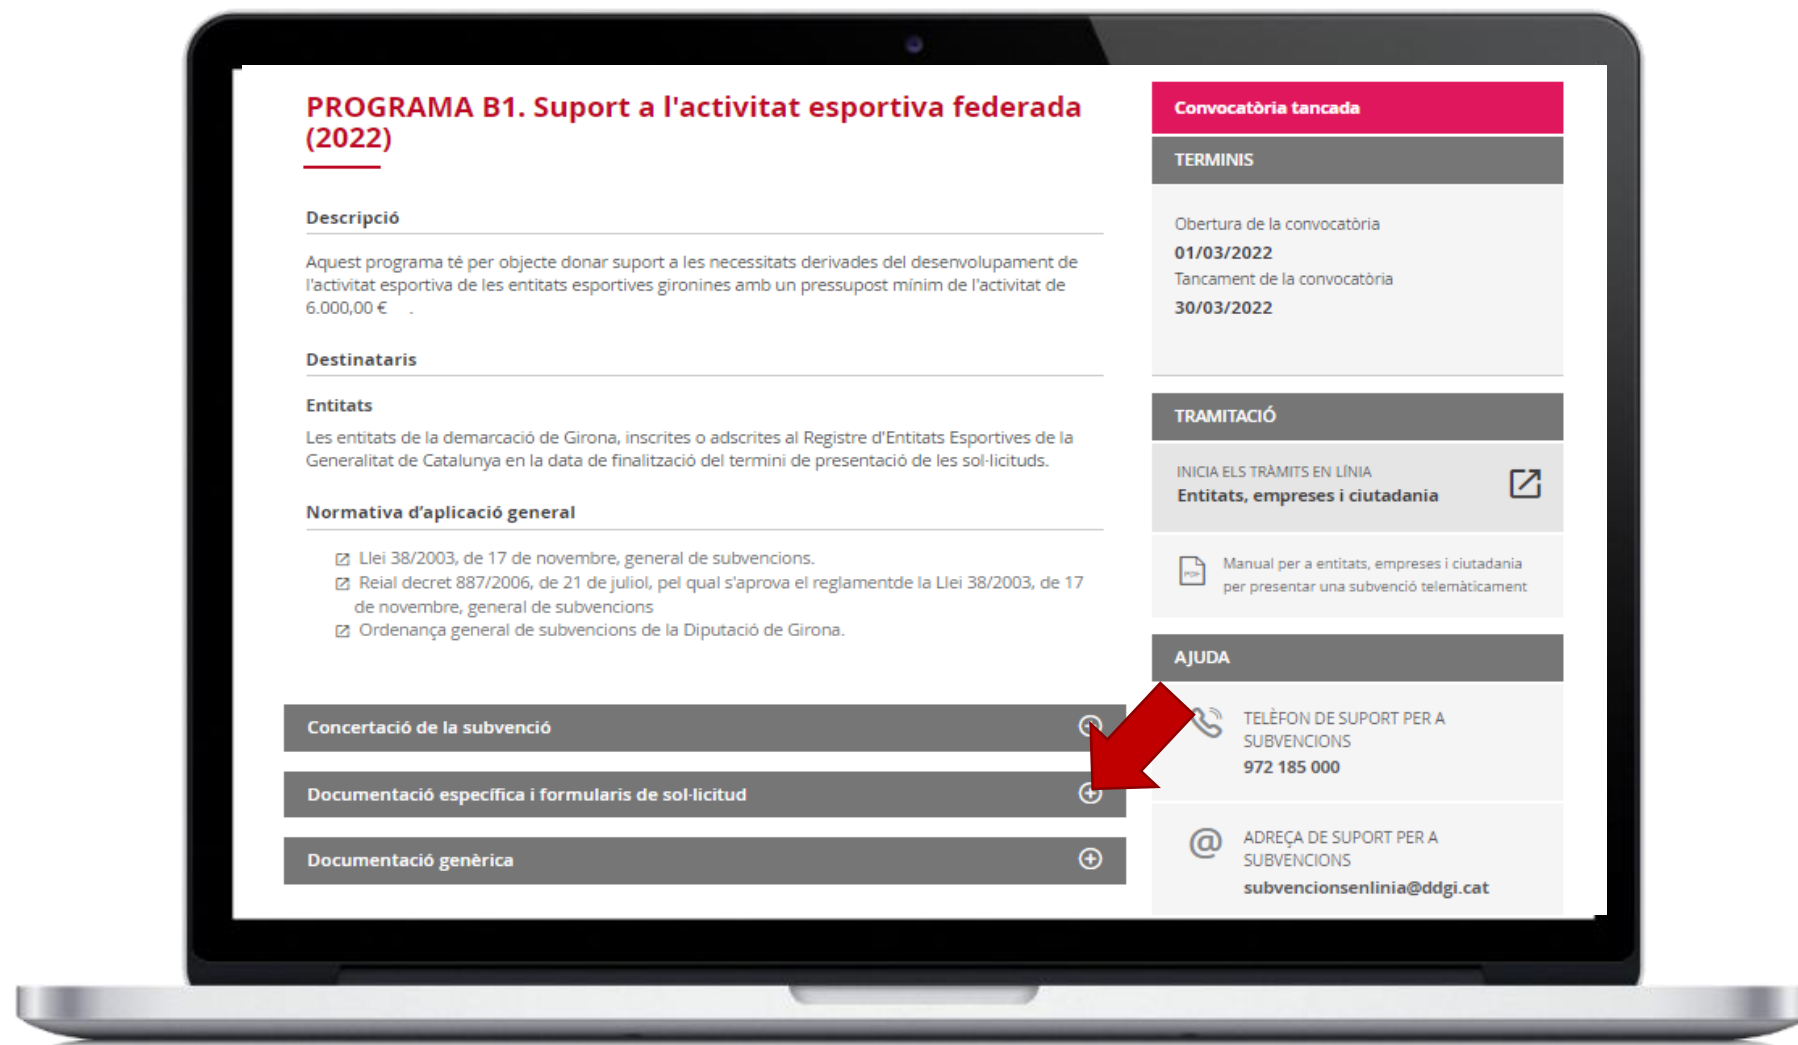 PROGRAMA B1. Suport a l'activitat esportiva federada
(2022)
Descripció
Aquest programa té per objecte donar suport a les necessitats derivades del desenvolupament de
l'activitat esportiva de les entitats esportives gironines amb un pressupost mínim de l'activitat de
6.000,00 € .
Destinataris
Entitats
Les entitats de la demarcació de Girona, inscrites o adscrites al Registre d'Entitats Esportives de la
Generalitat de Catalunya en la data de finalització del termini de presentació de les sol·licituds.
Normativa d'aplicació general
Llei 38/2003, de 17 de novembre, general de subvencions.
Reial decret 887/2006, de 21 de juliol, pel qual s'aprova el reglamentde la Llei 38/2003, de 17
de novembre, general de subvencions
Ordenança general de subvencions de la Diputació de Girona.
Concertació de la subvenció
Documentació específica i formularis de sol·licitud
Documentació genèrica
Convocatòria tancada
TERMINIS
Obertura de la convocatòria
01/03/2022
Tancament de la convocatòria
30/03/2022
TRAMITACIÓ
INICIA ELS TRÀMITS EN LÍNIA
Entitats, empreses i ciutadania
PDF
Manual per a entitats, empreses i ciutadania
per presentar una subvenció telemàticament
AJUDA
TELÈFON DE SUPORT PER A
SUBVENCIONS
972 185 000
@
ADREÇA DE SUPORT PER A
SUBVENCIONS
subvencionsenlinia@ddgi.cat